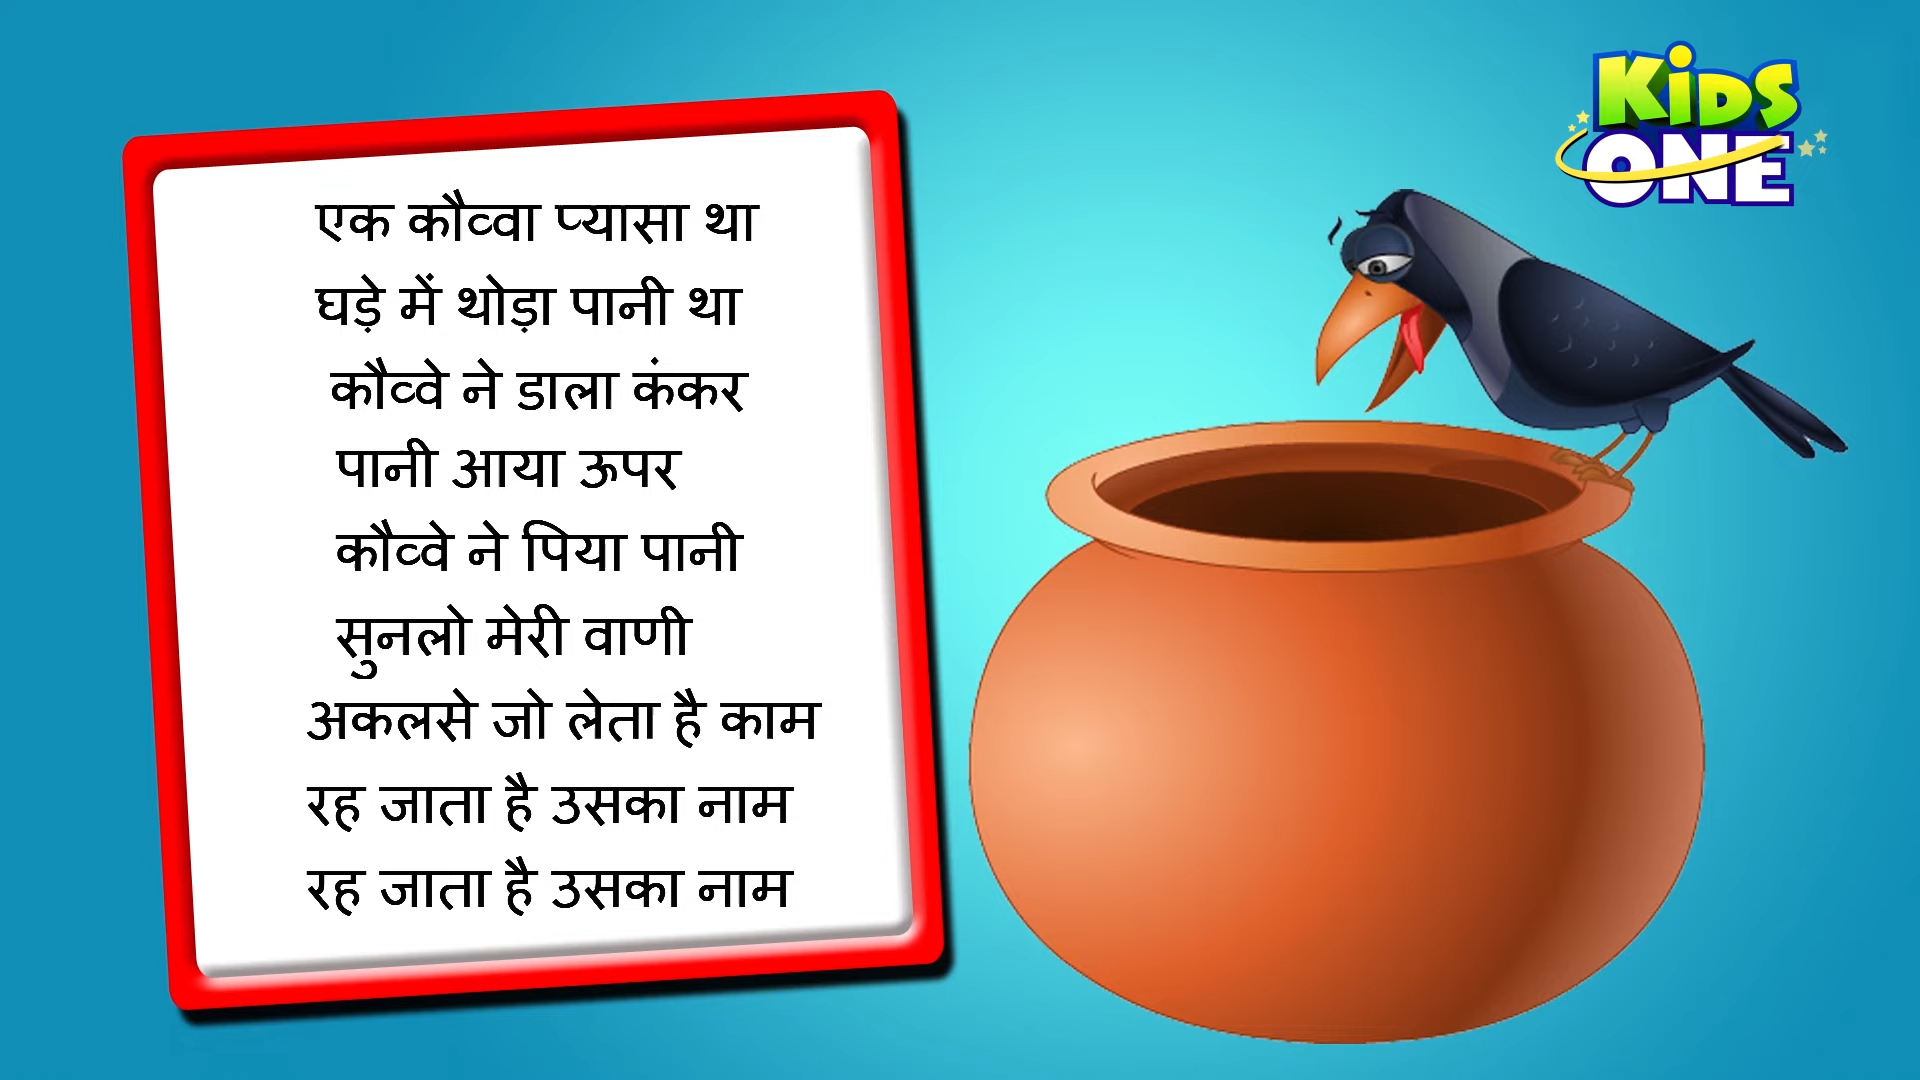 एक कौव्वा प्यासा था
घड़े में थोड़ा पानी था
कौव्वे ने डाला कंकर
पानी आया ऊपर
कौव्वे ने पिया पानी
सुनलो मेरी वाणी
अकलसे जो लेता है काम
रह जाता है उसका नाम
रह जाता है उसका नाम
KiDS
ONE